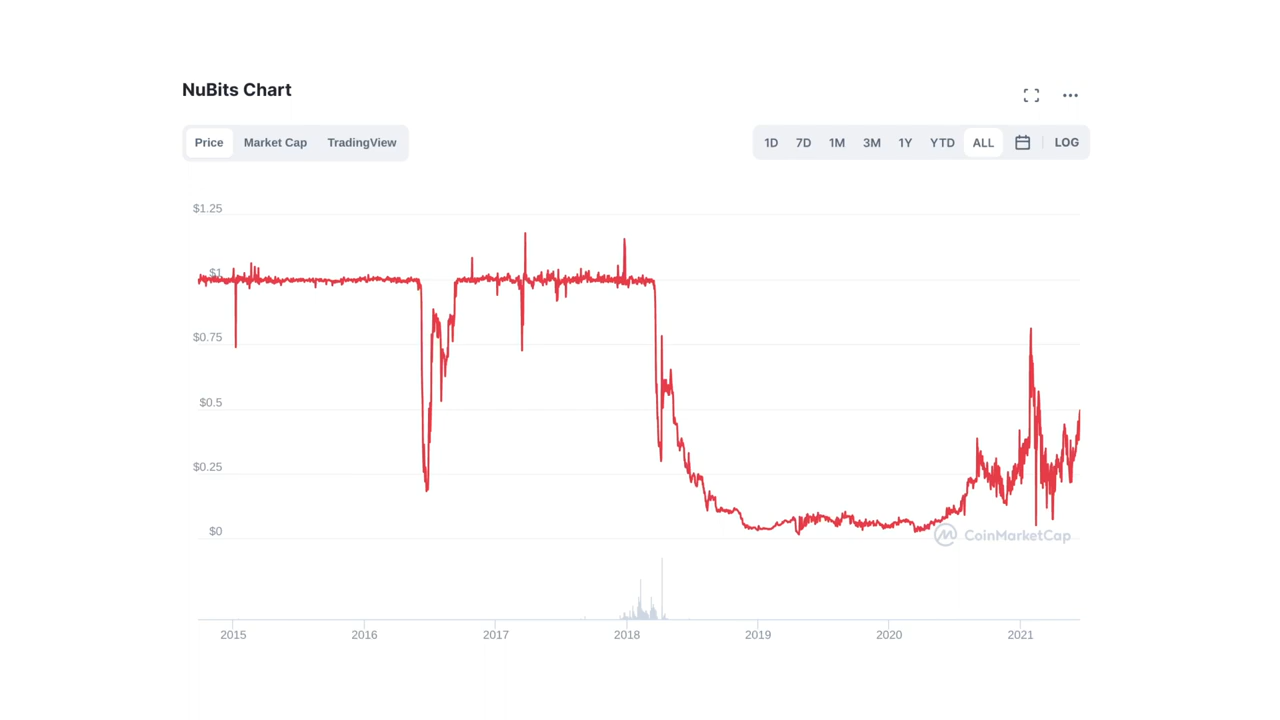 NuBits Chart
Price Market Cap TradingView
1D 7D 1M 3M 1Y YTD ALL LOG
$1.25
$1
$0.75
$0.5
$0.25
$0
CoinMarketCap
2015 2016 2017 2018 2019 2020 2021